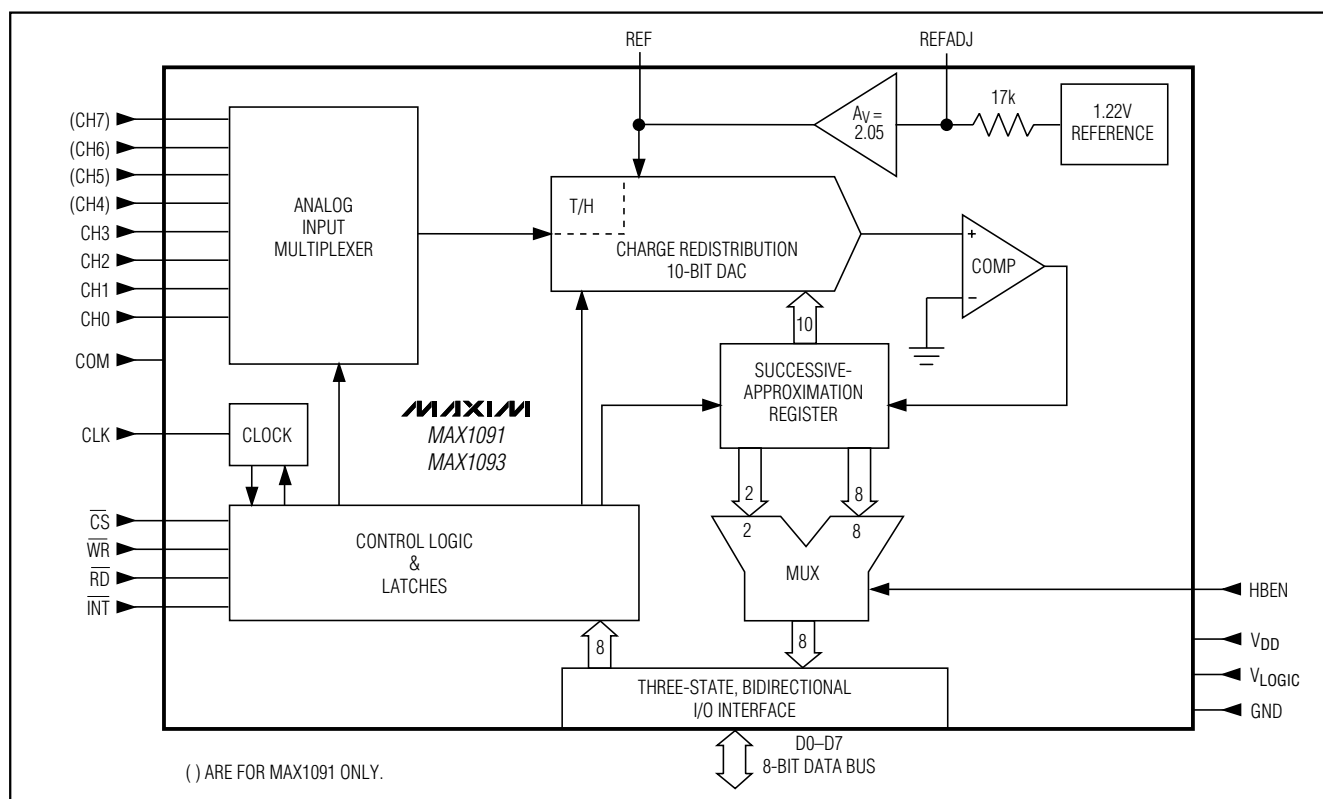 REF
REFADJ
(CH7)
(CH6)
(CH5)
(CH4)
CH3
CH2
CH1
CH0
COM
CLK
CS
WR
RD
INT
ANALOG
INPUT
MULTIPLEXER
CLOCK
CONTROL LOGIC
&
LATCHES
MAXIM
MAX1091
MAX1093
T/H
CHARGE REDISTRIBUTION
10-BIT DAC
AV =
2.05
17k
1.22V
REFERENCE
+
COMP
−
10
SUCCESSIVE-
APPROXIMATION
REGISTER
2
8
2
8
MUX
8
8
THREE-STATE, BIDIRECTIONAL
I/O INTERFACE
HBEN
VDD
VLOGIC
GND
D0–D7
8-BIT DATA BUS
( ) ARE FOR MAX1091 ONLY.